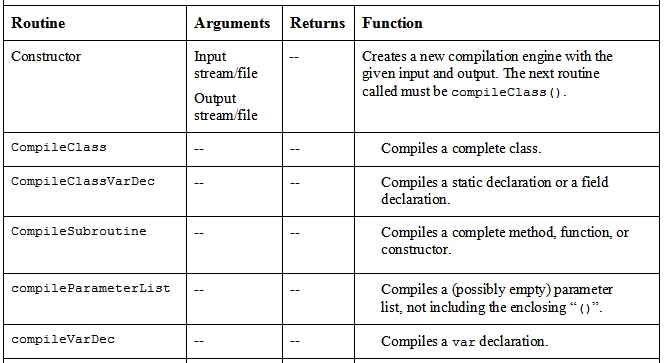 Routine Arguments Returns Function
Constructor Input -- Creates a new compilation engine with the
stream/file given input and output. The next routine
Output called must be compileClass().
stream/file
CompileClass -- -- Compiles a complete class.
CompileClassVarDec -- -- Compiles a static declaration or a field
declaration.
CompileSubroutine -- -- Compiles a complete method, function, or
constructor.
compileParameterList -- -- Compiles a (possibly empty) parameter
list, not including the enclosing “()”.
compileVarDec -- -- Compiles a var declaration.